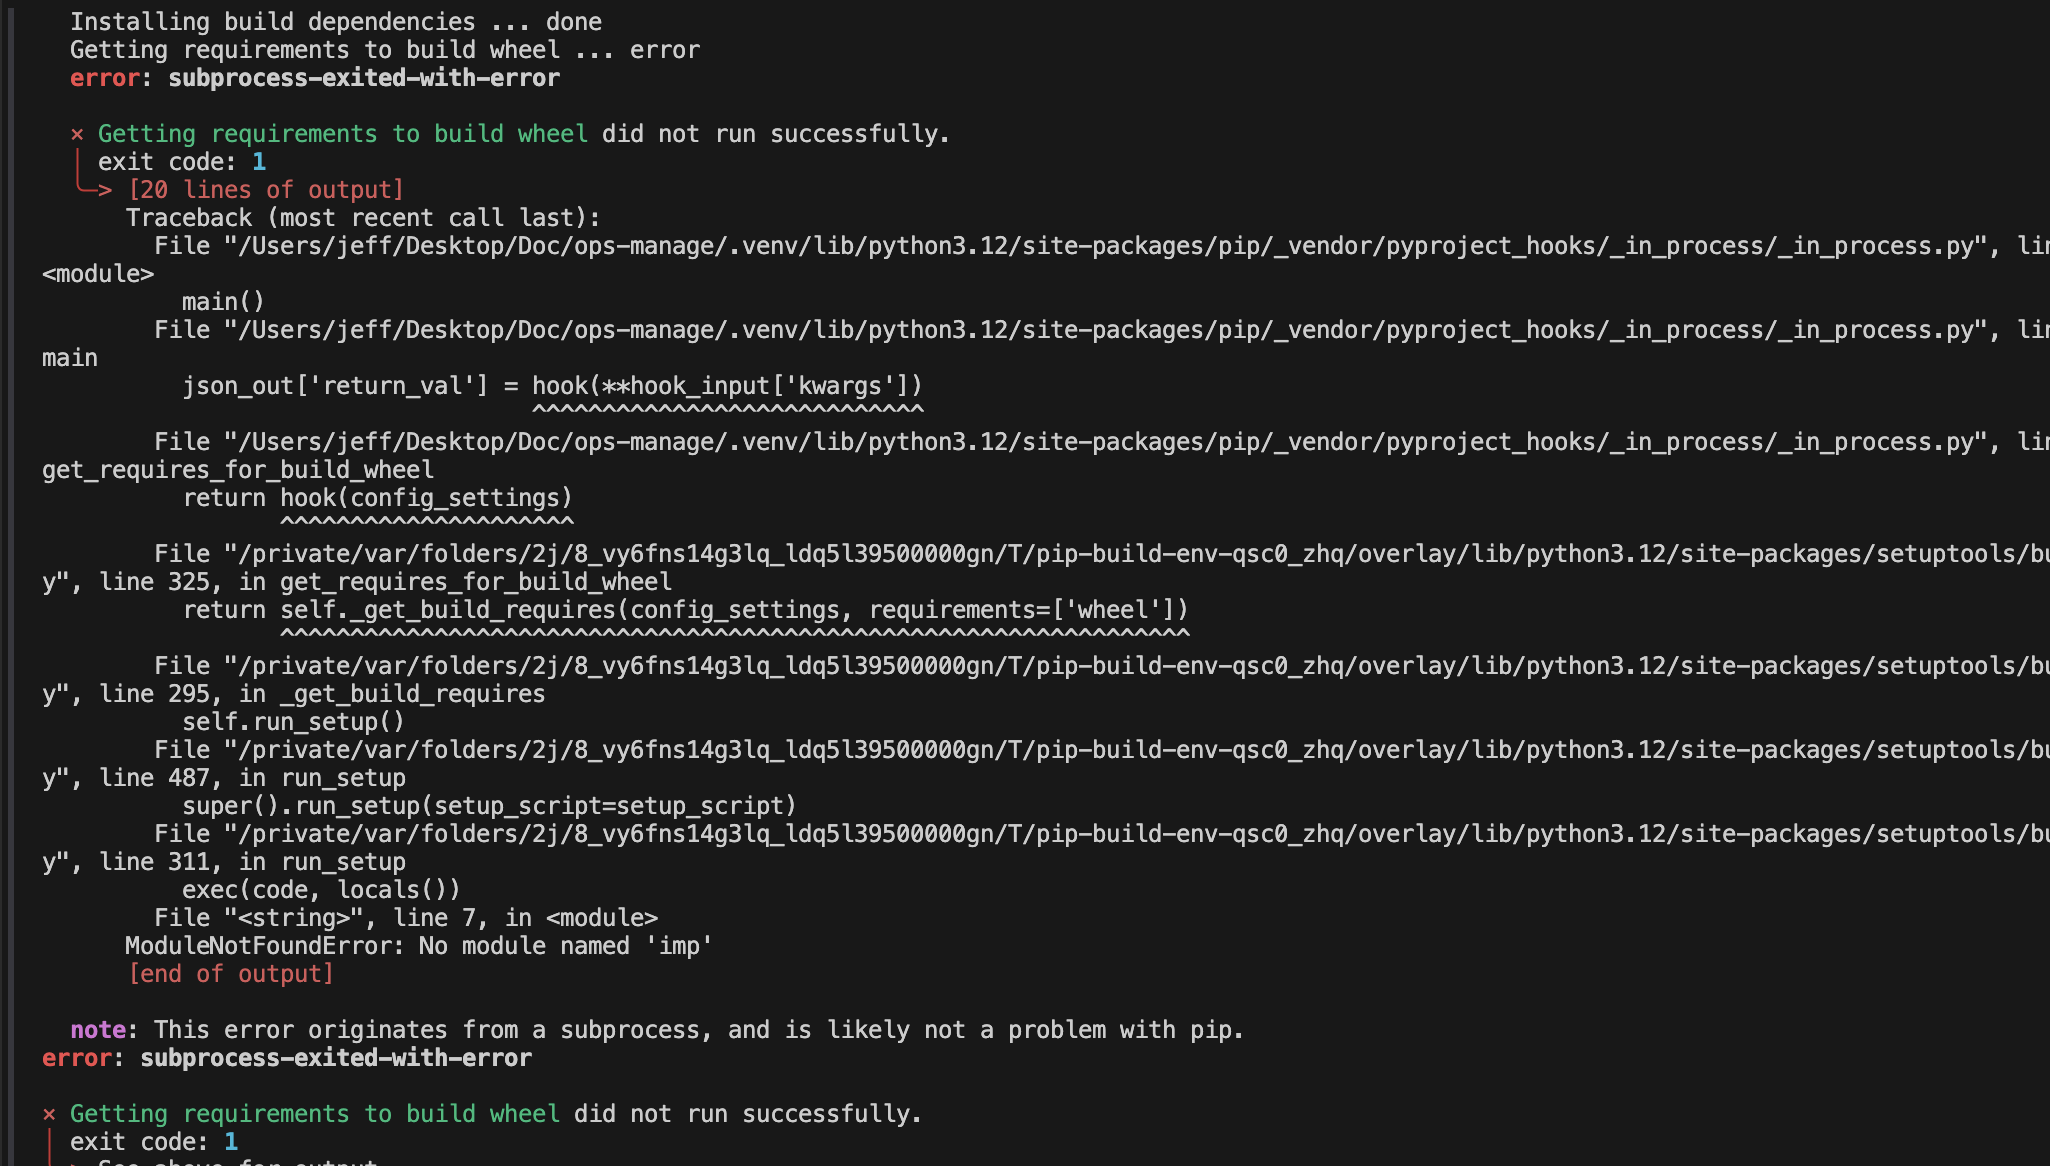 Installing build dependencies ... done
Getting requirements to build wheel ... error
error: subprocess-exited-with-error
× Getting requirements to build wheel did not run successfully.
│ exit code: 1
╰─> [20 lines of output]
Traceback (most recent call last):
File "/Users/jeff/Desktop/Doc/ops-manage/.venv/lib/python3.12/site-packages/pip/_vendor/pyproject_hooks/_in_process/_in_process.py",
<module>
main()
File "/Users/jeff/Desktop/Doc/ops-manage/.venv/lib/python3.12/site-packages/pip/_vendor/pyproject_hooks/_in_process/_in_process.py",
main
json_out['return_val'] = hook(**hook_input['kwargs'])
^^^^^^^^^^^^^^^^^^^^^^^^^^^^
File "/Users/jeff/Desktop/Doc/ops-manage/.venv/lib/python3.12/site-packages/pip/_vendor/pyproject_hooks/_in_process/_in_process.py",
get_requires_for_build_wheel
return hook(config_settings)
^^^^^^^^^^^^^^^^^^^^^
File "/private/var/folders/2j/8_vy6fns14g3lq_ldq5l39500000gn/T/pip-build-env-qsc0_zhq/overlay/lib/python3.12/site-packages/setuptools/bu
y", line 325, in get_requires_for_build_wheel
return self._get_build_requires(config_settings, requirements=['wheel'])
^^^^^^^^^^^^^^^^^^^^^^^^^^^^^^^^^^^^^^^^^^^^^^^^^^^^^^^^^^^^^^^^^
File "/private/var/folders/2j/8_vy6fns14g3lq_ldq5l39500000gn/T/pip-build-env-qsc0_zhq/overlay/lib/python3.12/site-packages/setuptools/bu
y", line 295, in _get_build_requires
self.run_setup()
File "/private/var/folders/2j/8_vy6fns14g3lq_ldq5l39500000gn/T/pip-build-env-qsc0_zhq/overlay/lib/python3.12/site-packages/setuptools/bu
y", line 487, in run_setup
super().run_setup(setup_script=setup_script)
File "/private/var/folders/2j/8_vy6fns14g3lq_ldq5l39500000gn/T/pip-build-env-qsc0_zhq/overlay/lib/python3.12/site-packages/setuptools/bu
y", line 311, in run_setup
exec(code, locals())
File "<string>", line 7, in <module>
ModuleNotFoundError: No module named 'imp'
[end of output]
note: This error originates from a subprocess, and is likely not a problem with pip.
error: subprocess-exited-with-error
× Getting requirements to build wheel did not run successfully.
│ exit code: 1
See above for output